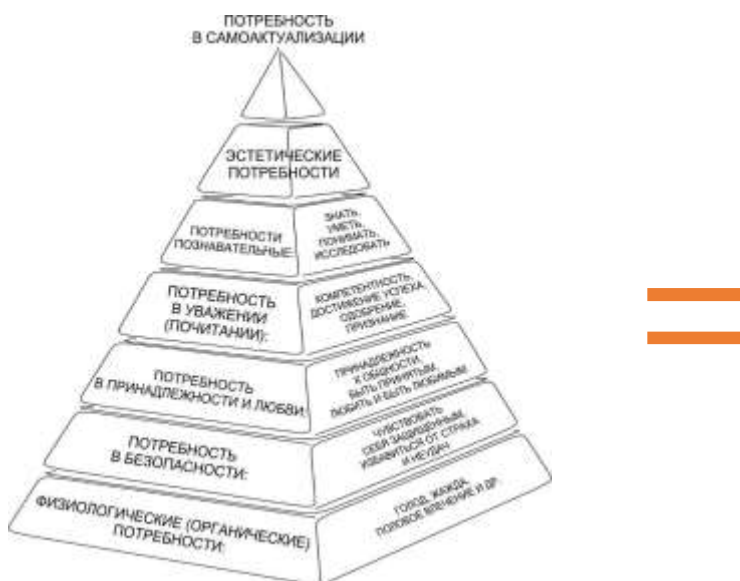 ПОТРЕБНОСТЬ
В САМОАКТУАЛИЗАЦИИ
ЭСТЕТИЧЕСКИЕ
ПОТРЕБНОСТИ
ПОТРЕБНОСТИ
ПОЗНАВАТЕЛЬНЫЕ:
ЗНАТЬ,
УМЕТЬ,
ПОНИМАТЬ,
ИССЛЕДОВАТЬ
ПОТРЕБНОСТЬ
В УВАЖЕНИИ
(ПОЧИТАНИИ):
КОМПЕТЕНТНОСТЬ,
ДОСТИЖЕНИЕ УСПЕХА,
ОДОБРЕНИЕ,
ПРИЗНАНИЕ
ПОТРЕБНОСТЬ
В ПРИНАДЛЕЖНОСТИ И ЛЮБВИ:
ПРИНАДЛЕЖНОСТЬ
К ОБЩНОСТИ,
БЫТЬ ПРИНЯТЫМ,
ЛЮБИТЬ И БЫТЬ ЛЮБИМЫМ
ПОТРЕБНОСТЬ
В БЕЗОПАСНОСТИ:
ЧУВСТВОВАТЬ
СЕБЯ ЗАЩИЩЕННЫМ,
ИЗБАВИТЬСЯ ОТ СТРАХА
И НЕУДАЧ
ФИЗИОЛОГИЧЕСКИЕ (ОРГАНИЧЕСКИЕ)
ПОТРЕБНОСТИ:
ГОЛОД, ЖАЖДА,
ПОЛОВОЕ ВЛЕЧЕНИЕ И ДР.